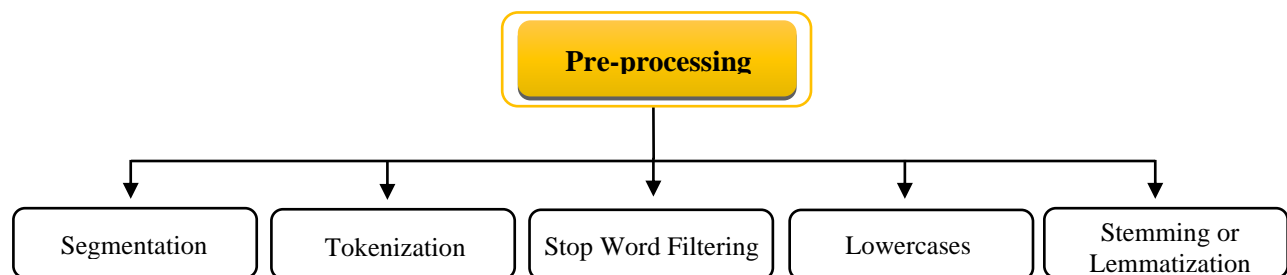 Pre-processing
Segmentation
Tokenization
Stop Word Filtering
Lowercases
Stemming or
Lemmatization